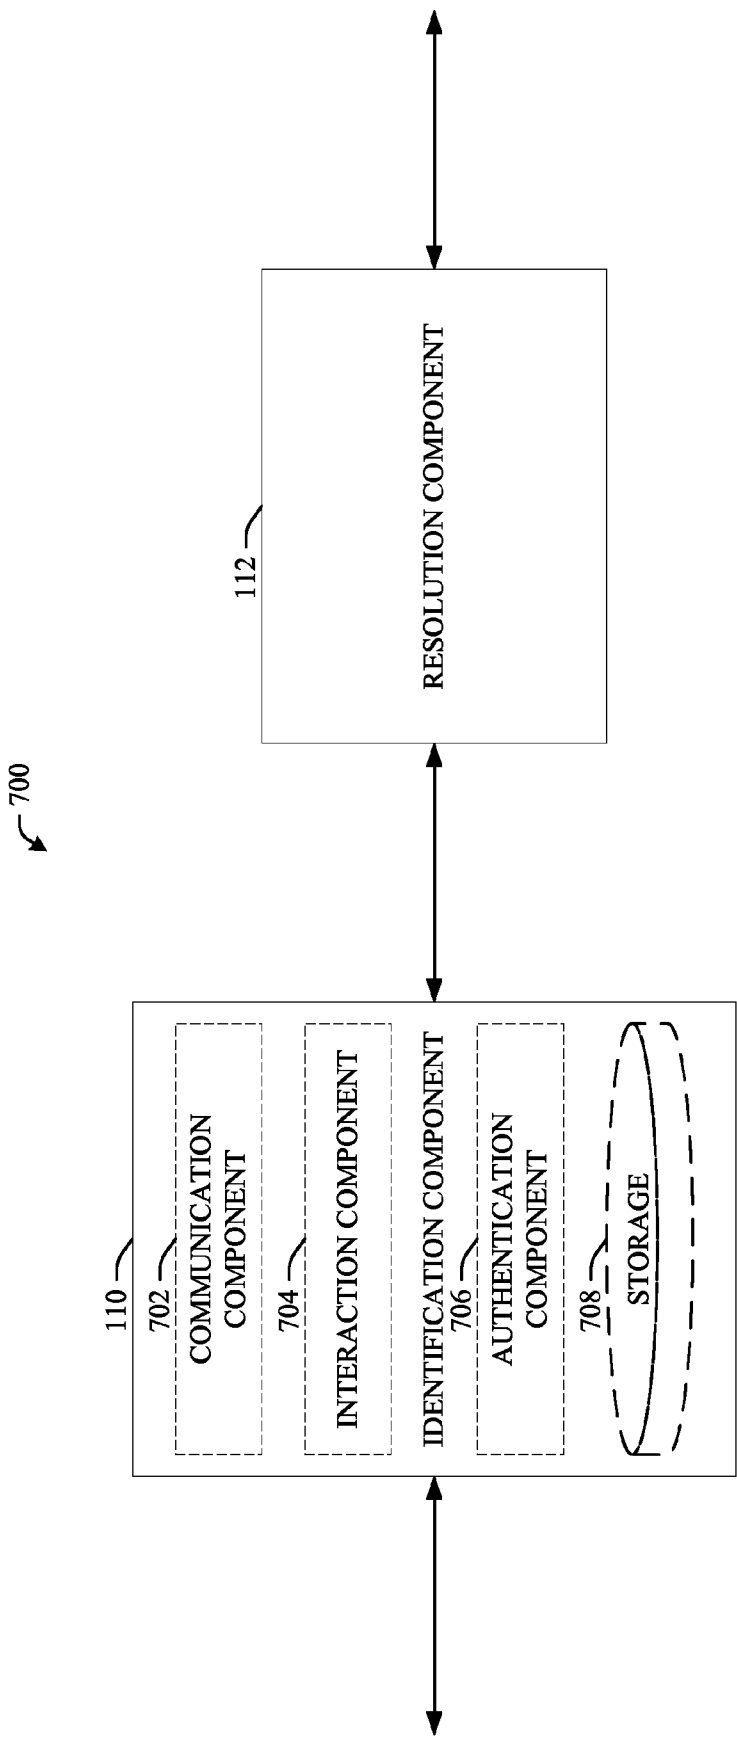 700
110
702
COMMUNICATION
COMPONENT
704
INTERACTION COMPONENT
IDENTIFICATION COMPONENT
706
AUTHENTICATION
COMPONENT
708
STORAGE
112
RESOLUTION COMPONENT